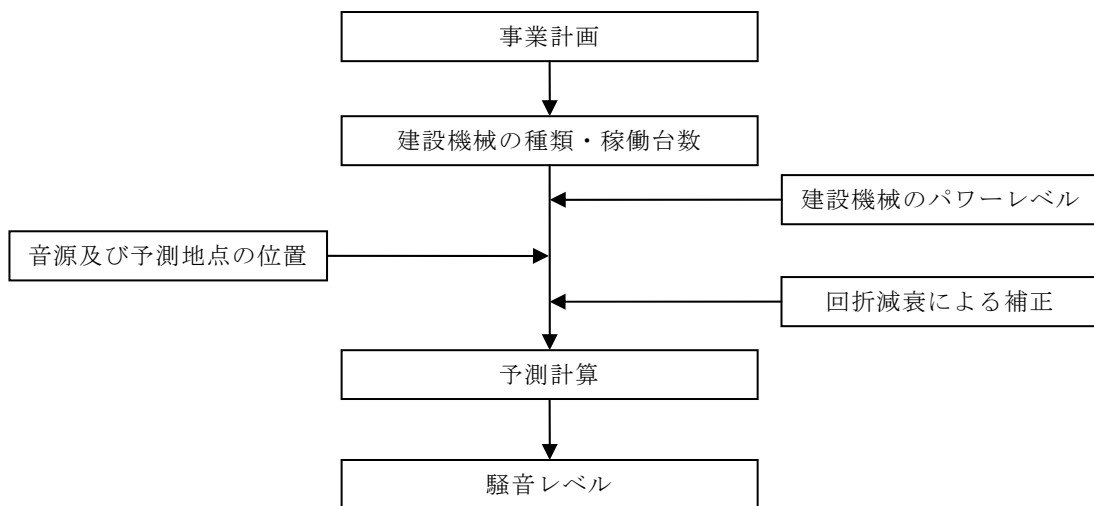 事業計画
建設機械の種類・稼働台数
建設機械のパワーレベル
音源及び予測地点の位置
回折減衰による補正
予測計算
騒音レベル